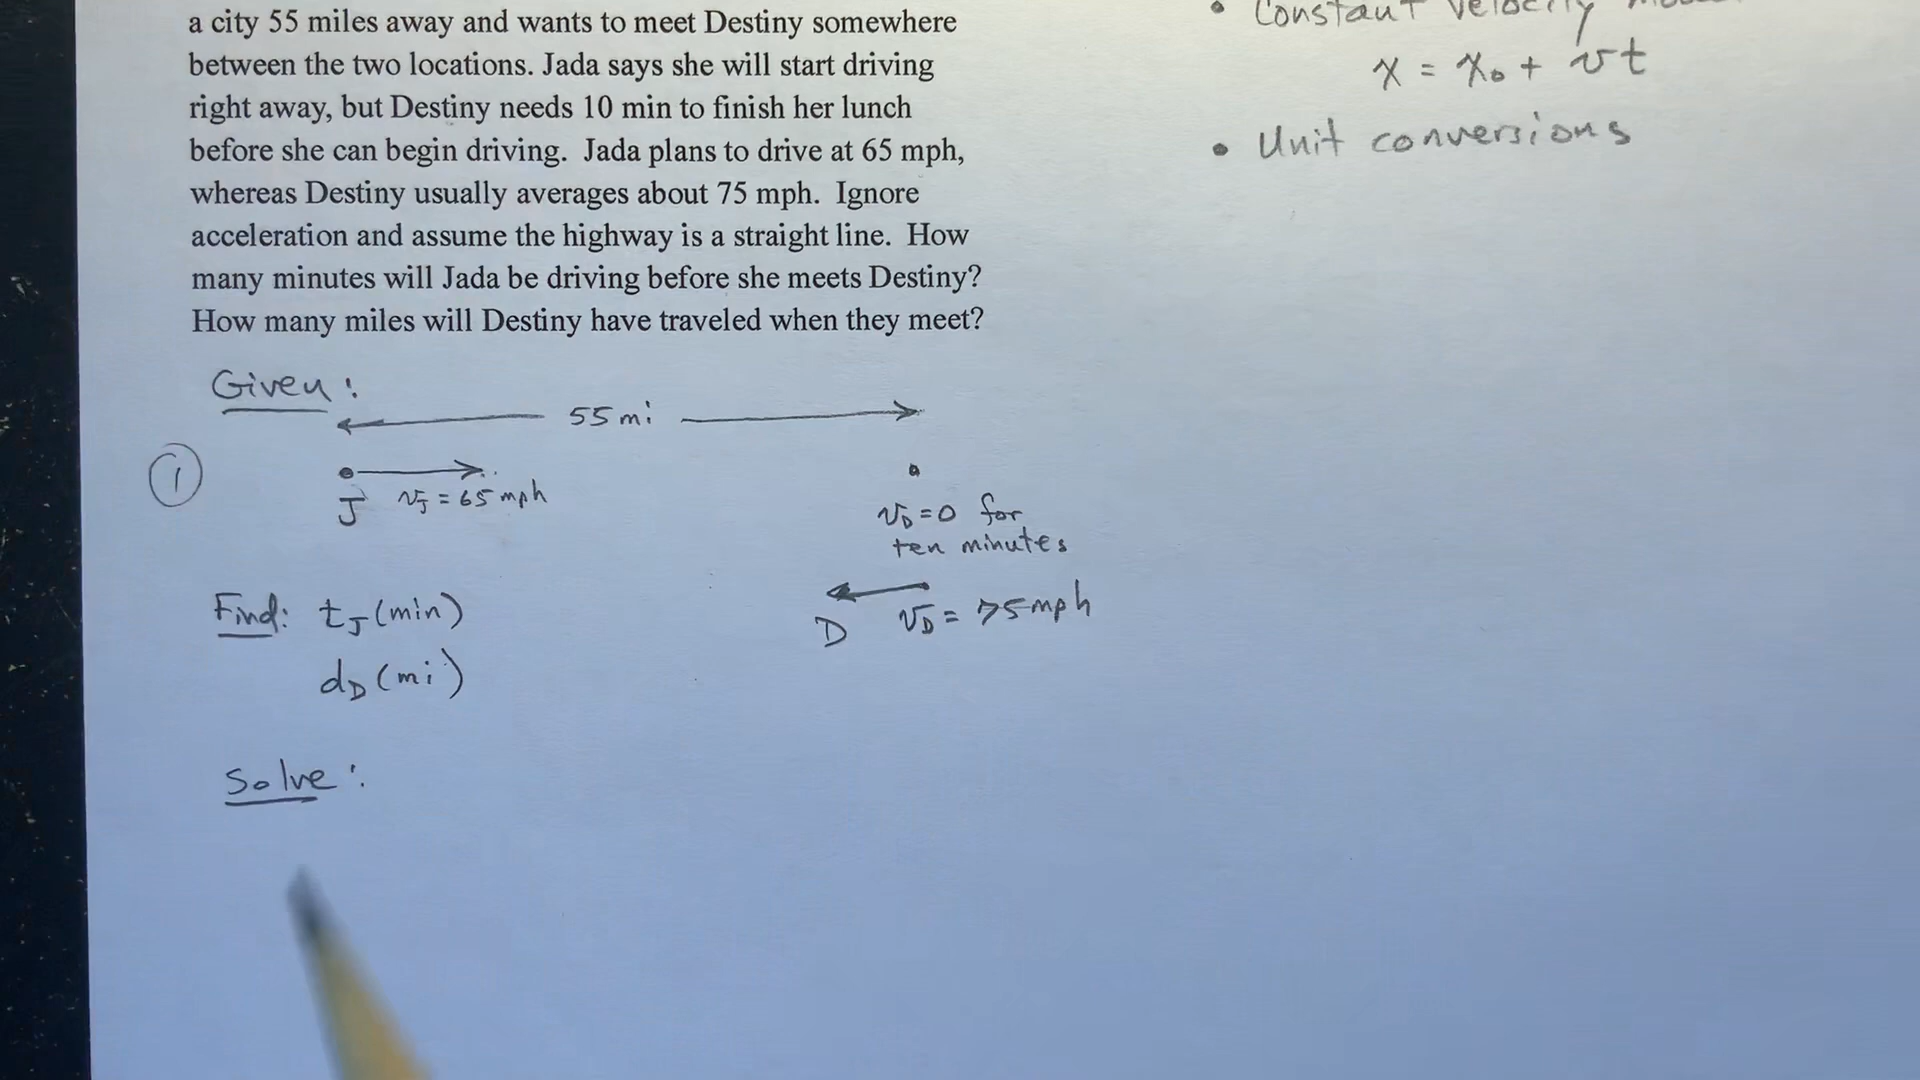 a city 55 miles away and wants to meet Destiny somewhere
between the two locations. Jada says she will start driving
right away, but Destiny needs 10 min to finish her lunch
before she can begin driving. Jada plans to drive at 65 mph,
whereas Destiny usually averages about 75 mph. Ignore
acceleration and assume the highway is a straight line. How
many minutes will Jada be driving before she meets Destiny?
How many miles will Destiny have traveled when they meet?
• Constant velocity
x = x₀ + vt
• Unit conversions
Given:
55 mi
①
J v_J = 65 mph
v_D = 0 for
ten minutes
D v_D = 75 mph
Find: t_J (min)
d_D (mi)
Solve: